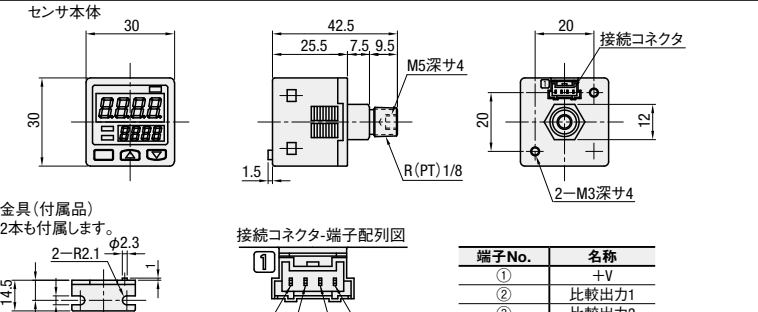 センサ本体
30
30
42.5
25.5
7.5
9.5
M5深サ4
1.5
R(PT)1/8
20
接続コネクタ
1
20
12
2-M3深サ4
金具(付属品)
2本も付属します。
φ2.3
2-R2.1
1
14.5
接続コネクタ-端子配列図
1
端子No. 名称
① +V
② 比較出力1